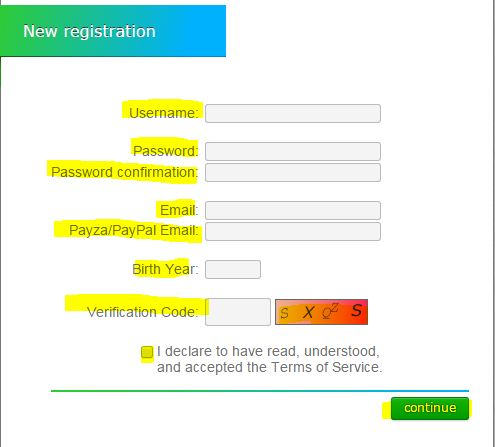 New registration
Username:
Password:
Password confirmation:
Email:
Payza/PayPal Email:
Birth Year:
Verification Code: S X Q Z S
I declare to have read, understood,
and accepted the Terms of Service.
continue